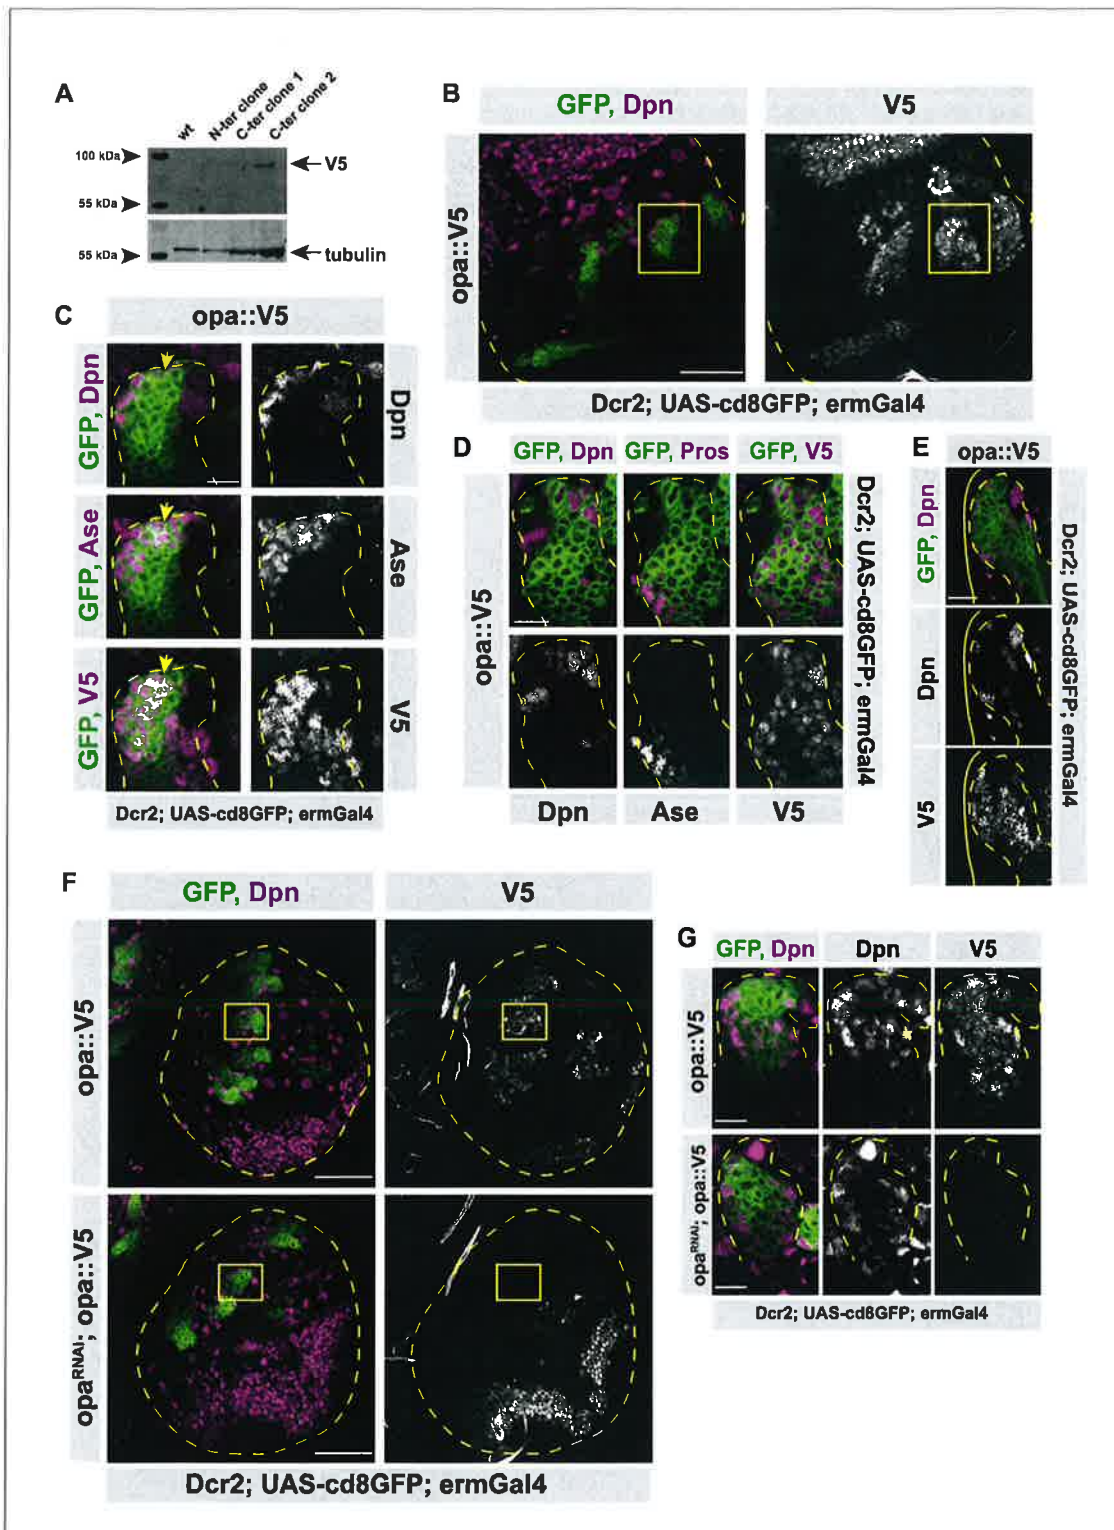 A
wt
N-ter clone
C-ter clone 1
C-ter clone 2
100 kDa
V5
55 kDa
55 kDa
tubulin
B
GFP, Dpn
V5
opa::V5
Dcr2; UAS-cd8GFP; ermGal4
C
opa::V5
GFP, Dpn
Dpn
GFP, Ase
Ase
GFP, V5
V5
Dcr2; UAS-cd8GFP; ermGal4
D
GFP, Dpn
GFP, Pros
GFP, V5
opa::V5
Dcr2; UAS-cd8GFP; ermGal4
Dpn
Ase
V5
E
opa::V5
GFP, Dpn
Dpn
V5
Dcr2; UAS-cd8GFP; ermGal4
F
GFP, Dpn
V5
opa::V5
opaRNAi; opa::V5
Dcr2; UAS-cd8GFP; ermGal4
G
GFP, Dpn
Dpn
V5
opa::V5
opaRNAi; opa::V5
Dcr2; UAS-cd8GFP; ermGal4